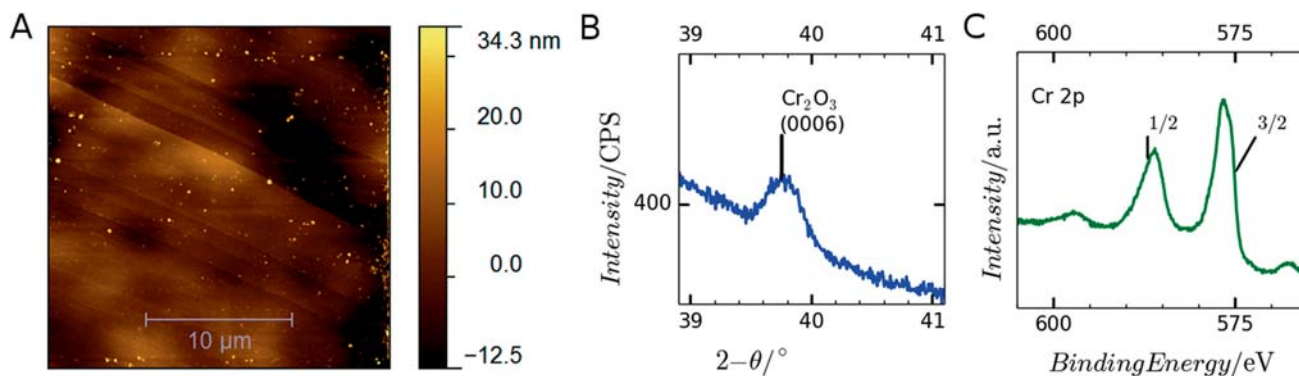 A
34.3 nm
20.0
10.0
0.0
−12.5
10 µm
B
39 40 41
Cr₂O₃
(0006)
400
Intensity/CPS
39 40 41
2−θ/°
C
600 575
Cr 2p
1/2
3/2
Intensity/a.u.
600 575
BindingEnergy/eV